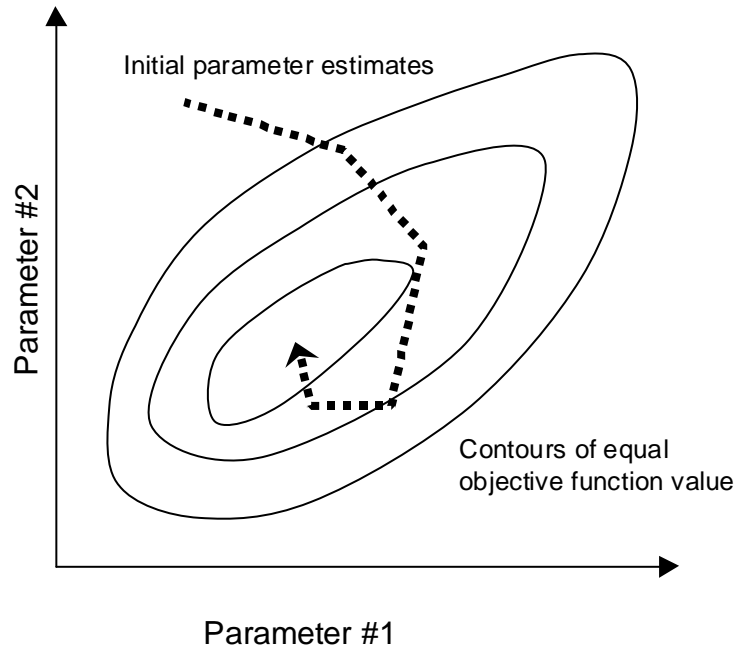 Initial parameter estimates
Parameter #2
Contours of equal
objective function value
Parameter #1